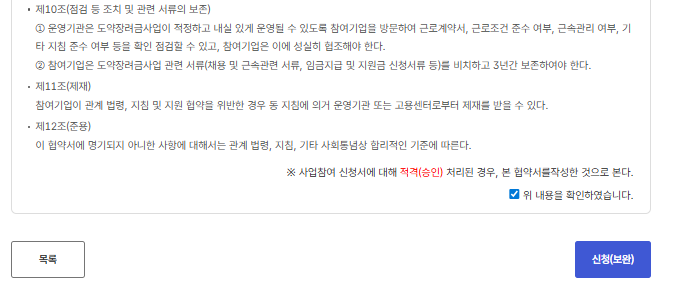 · 제10조(점검 등 조치 및 관련 서류의 보존)
① 운영기관은 도약장려금사업이 적정하고 내실 있게 운영될 수 있도록 참여기업을 방문하여 근로계약서, 근로조건 준수 여부, 근속관리 여부, 기
타 지침 준수 여부 등을 확인 점검할 수 있고, 참여기업은 이에 성실히 협조해야 한다.
② 참여기업은 도약장려금사업 관련 서류(채용 및 근속관련 서류, 임금지급 및 지원금 신청서류 등)를 비치하고 3년간 보존하여야 한다.
· 제11조(제재)
참여기업이 관계 법령, 지침 및 지원 협약을 위반한 경우 동 지침에 의거 운영기관 또는 고용센터로부터 제재를 받을 수 있다.
· 제12조(준용)
이 협약서에 명기되지 아니한 사항에 대해서는 관계 법령, 지침, 기타 사회통념상 합리적인 기준에 따른다.
※ 사업참여 신청서에 대해 적격(승인) 처리된 경우, 본 협약서를작성한 것으로 본다.
위 내용을 확인하였습니다.
목록
신청(보완)